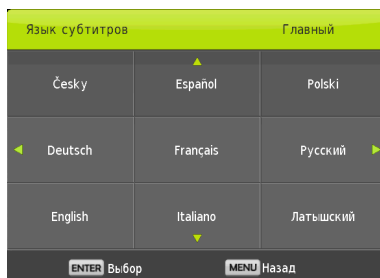 Язык субтитров Главный
Česky Español Polski
Deutsch Français Русский
English Italiano Латышский
ENTER Выбор MENU Назад